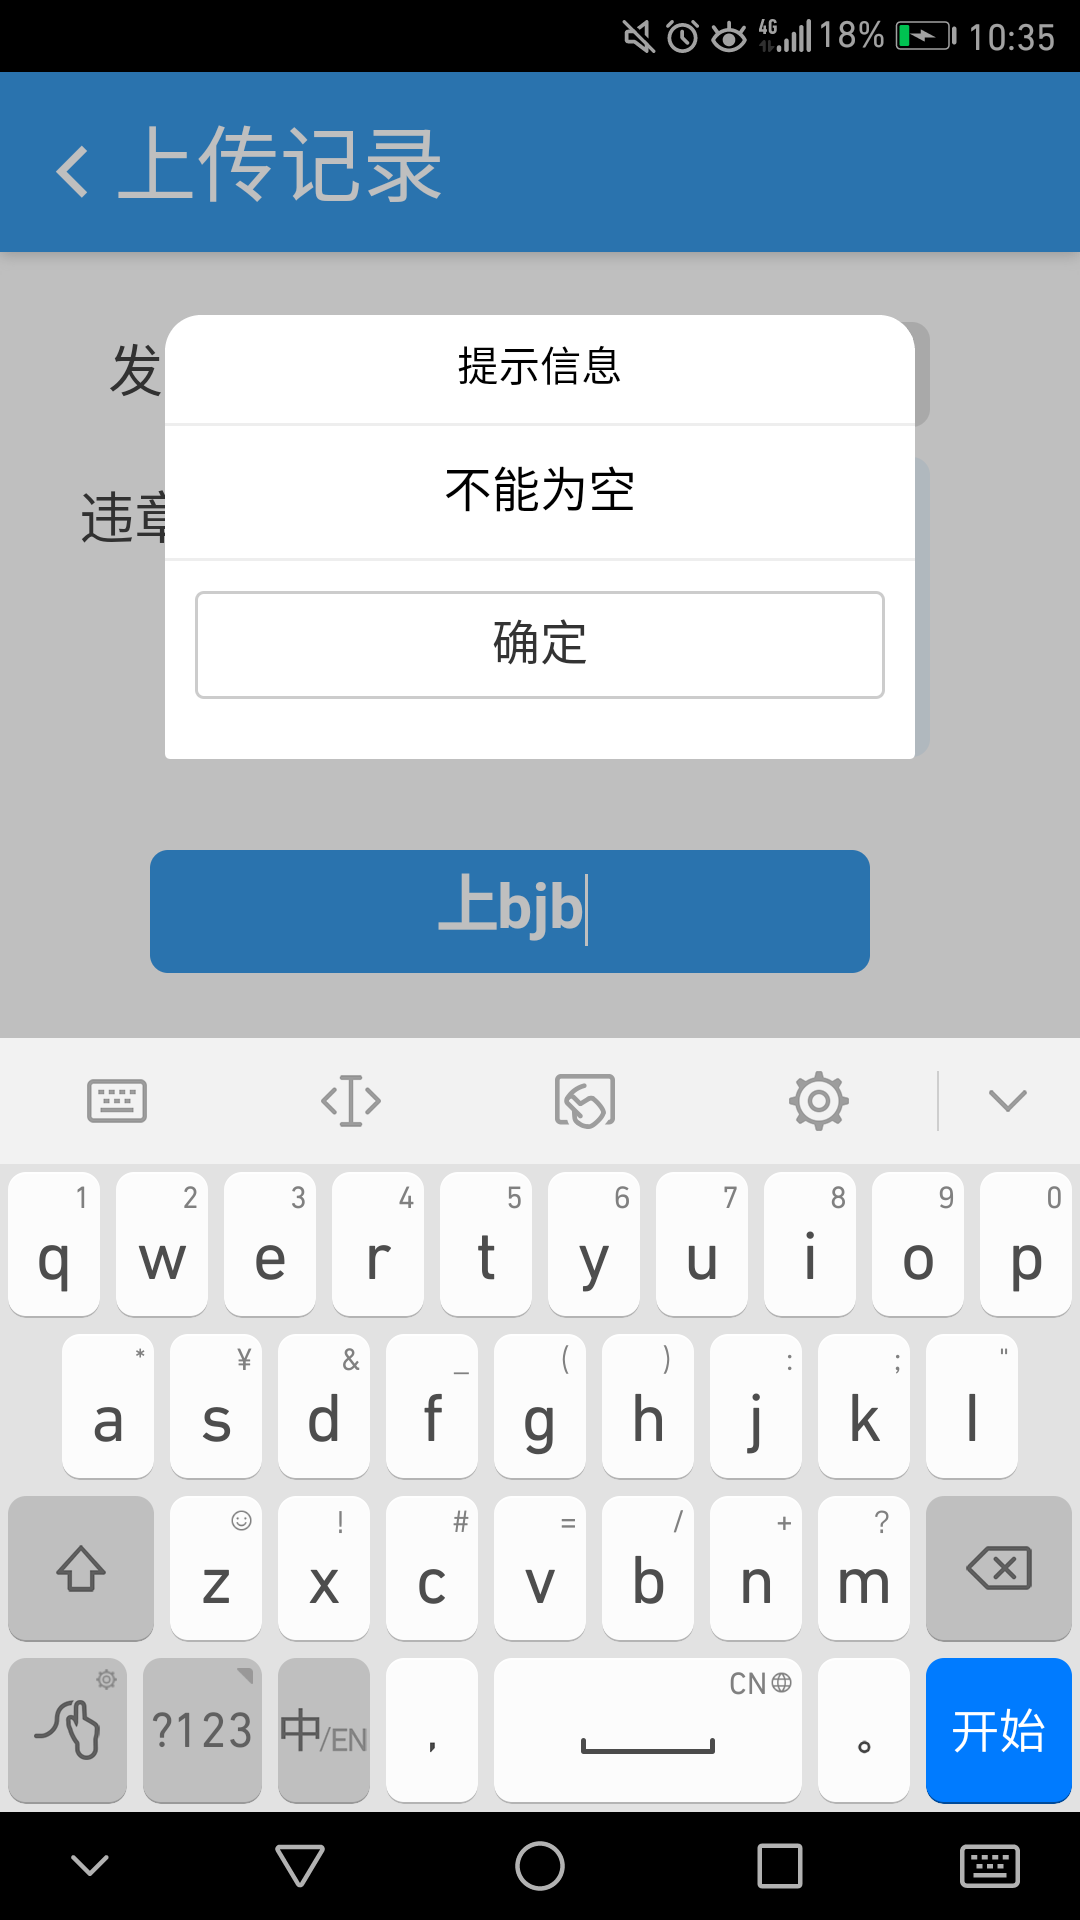 4G 18% 10:35
上传记录
提示信息
发
不能为空
违章
确定
上bjb
1 2 3 4 5 6 7 8 9 0
q w e r t y u i o p
* ¥ & _ ( ) : ; "
a s d f g h j k l
! # = / + ?
z x c v b n m
CN
?123 中/EN , 。 开始